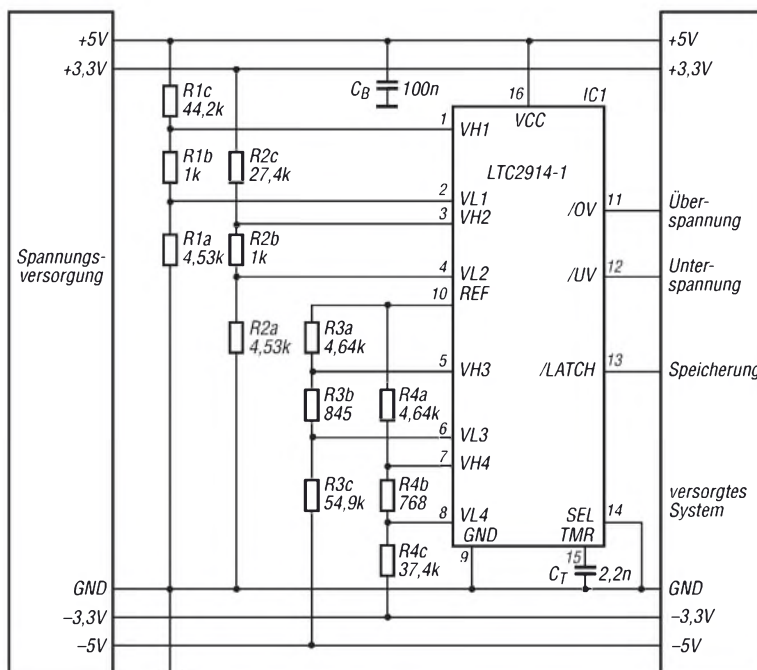 +5V
+5V
+3,3V
+3,3V
R1c
44,2k
CB
100n
16
IC1
VCC
1
VH1
LTC2914-1
R1b
1k
R2c
27,4k
2
VL1
3
VH2
/OV
11
Über-
spannung
Spannungs-
versorgung
R1a
4,53k
R2b
1k
4
VL2
/UV
12
Unter-
spannung
10
REF
R2a
4,53k
R3a
4,64k
5
VH3
/LATCH
13
Speicherung
R3b
845
R4a
4,64k
6
VL3
7
VH4
R3c
54,9k
R4b
768
8
VL4
SEL
14
versorgtes
System
GND
TMR
9
15
R4c
37,4k
CT
2,2n
GND
GND
–3,3V
–3,3V
–5V
–5V